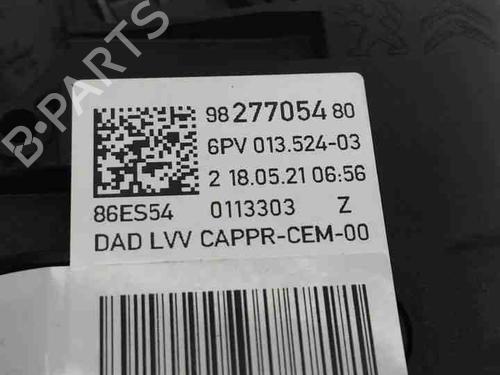 B-PARTS
98 277054 80
6PV 013.524-03
2 18.05.21 06:56
86ES54 0113303 Z
DAD LVV CAPPR-CEM-00